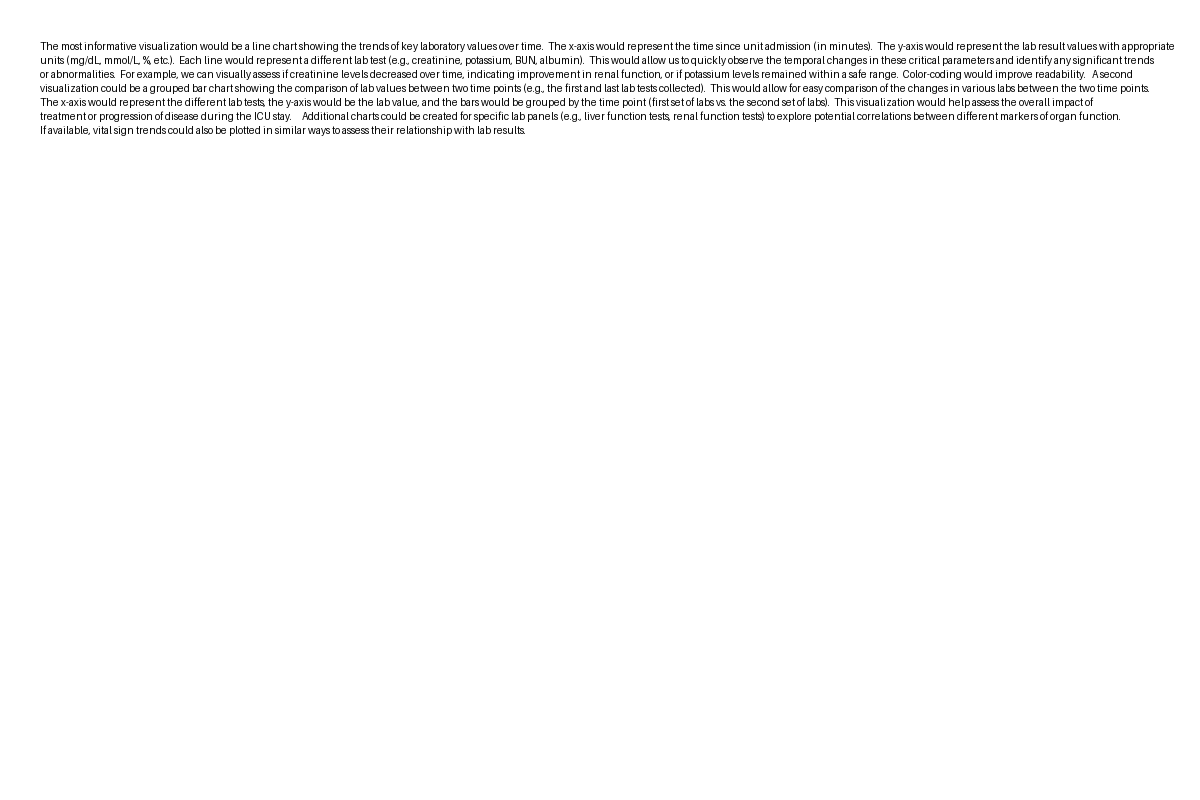 The most informative visualization would be a line chart showing the trends of key laboratory values over time.  The x-axis would represent the time since unit admission (in minutes).  The y-axis would represent the lab result values with appropriate
units (mg/dL, mmol/L, %, etc.).  Each line would represent a different lab test (e.g., creatinine, potassium, BUN, albumin).  This would allow us to quickly observe the temporal changes in these critical parameters and identify any significant trends
or abnormalities.  For example, we can visually assess if creatinine levels decreased over time, indicating improvement in renal function, or if potassium levels remained within a safe range.  Color-coding would improve readability.   A second
visualization could be a grouped bar chart showing the comparison of lab values between two time points (e.g., the first and last lab tests collected).  This would allow for easy comparison of the changes in various labs between the two time points.
The x-axis would represent the different lab tests, the y-axis would be the lab value, and the bars would be grouped by the time point (first set of labs vs. the second set of labs).  This visualization would help assess the overall impact of
treatment or progression of disease during the ICU stay.    Additional charts could be created for specific lab panels (e.g., liver function tests, renal function tests) to explore potential correlations between different markers of organ function.
If available, vital sign trends could also be plotted in similar ways to assess their relationship with lab results.